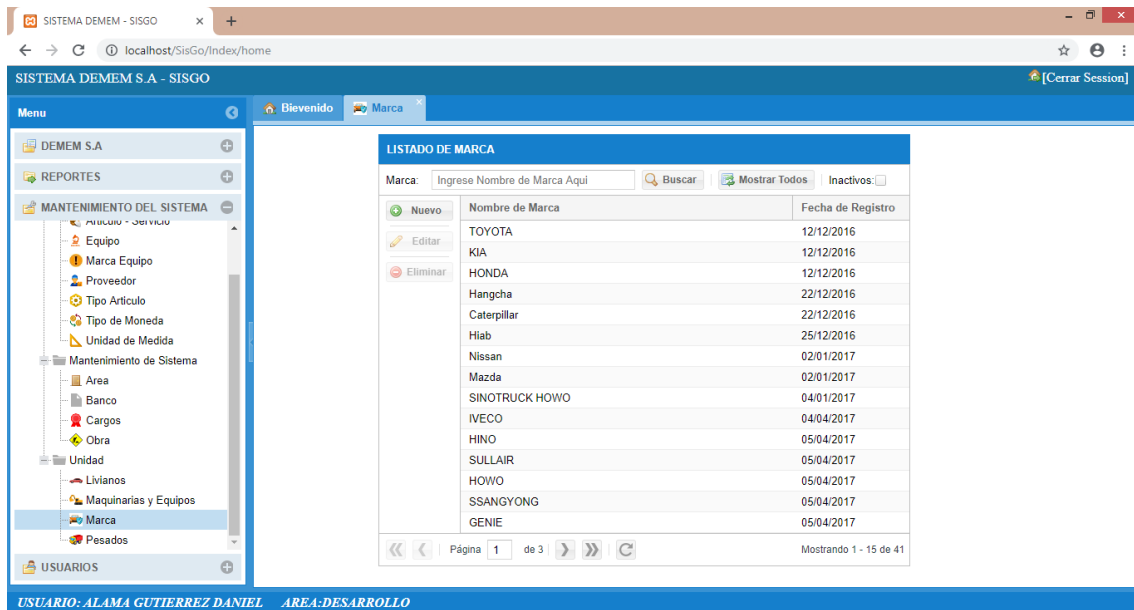 SISTEMA DEMEM - SISGO
localhost/SisGo/Index/home
SISTEMA DEMEM S.A - SISGO
[Cerrar Session]
Menu
Bievenido
Marca
DEMEM S.A
REPORTES
MANTENIMIENTO DEL SISTEMA
Articulo - Servicio
Equipo
Marca Equipo
Proveedor
Tipo Articulo
Tipo de Moneda
Unidad de Medida
Mantenimiento de Sistema
Area
Banco
Cargos
Obra
Unidad
Livianos
Maquinarias y Equipos
Marca
Pesados
USUARIOS
LISTADO DE MARCA
Marca: Ingrese Nombre de Marca Aqui Buscar Mostrar Todos Inactivos:
Nuevo
Editar
Eliminar
Nombre de Marca Fecha de Registro
TOYOTA 12/12/2016
KIA 12/12/2016
HONDA 12/12/2016
Hangcha 22/12/2016
Caterpillar 22/12/2016
Hiab 25/12/2016
Nissan 02/01/2017
Mazda 02/01/2017
SINOTRUCK HOWO 04/01/2017
IVECO 04/04/2017
HINO 05/04/2017
SULLAIR 05/04/2017
HOWO 05/04/2017
SSANGYONG 05/04/2017
GENIE 05/04/2017
Página 1 de 3 Mostrando 1 - 15 de 41
USUARIO: ALAMA GUTIERREZ DANIEL AREA:DESARROLLO